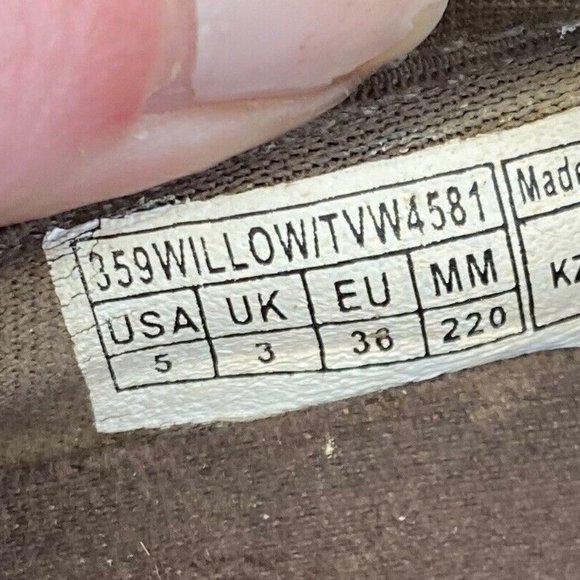 359WILLOW/TVW4581
USA UK EU MM
5 3 36 220
Made
KZ